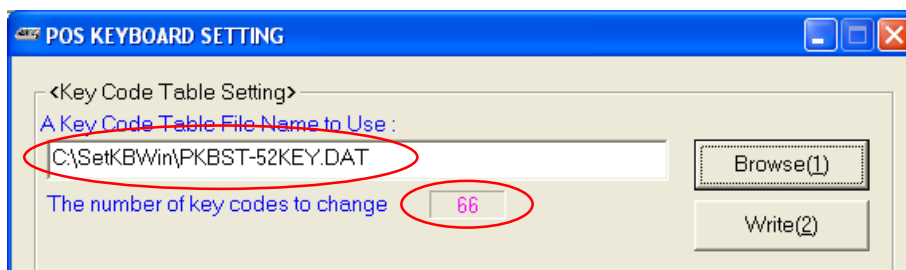 POS KEYBOARD SETTING
<Key Code Table Setting>
A Key Code Table File Name to Use :
C:\SetKBWin\PKBST-52KEY.DAT
Browse(1)
The number of key codes to change 66
Write(2)